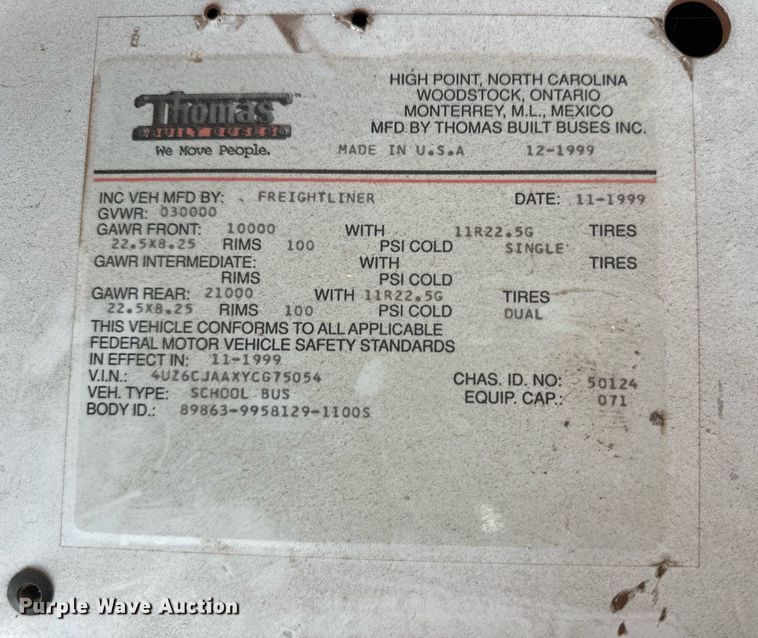 Thomas
BUILT BUSES
We Move People.
HIGH POINT, NORTH CAROLINA
WOODSTOCK, ONTARIO
MONTERREY, M.L., MEXICO
MFD BY THOMAS BUILT BUSES INC.
MADE IN U.S.A 12-1999
INC VEH MFD BY: FREIGHTLINER DATE: 11-1999
GVWR: 030000
GAWR FRONT: 10000 WITH 11R22.5G TIRES
22.5X8.25 RIMS 100 PSI COLD SINGLE
GAWR INTERMEDIATE: WITH TIRES
RIMS PSI COLD
GAWR REAR: 21000 WITH 11R22.5G TIRES
22.5X8.25 RIMS 100 PSI COLD DUAL
THIS VEHICLE CONFORMS TO ALL APPLICABLE
FEDERAL MOTOR VEHICLE SAFETY STANDARDS
IN EFFECT IN: 11-1999
V.I.N.: 4UZ6CJAAXYCG75054 CHAS. ID. NO: 50124
VEH. TYPE: SCHOOL BUS EQUIP. CAP.: 071
BODY ID.: 89863-9958129-1100S
Purple Wave Auction